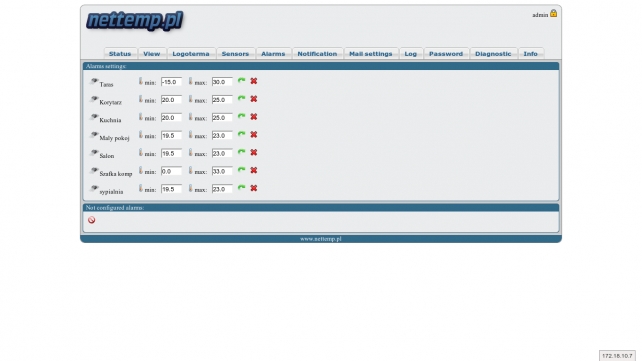 nettemp.pl
admin
Status View Logoterma Sensors Alarms Notification Mail settings Log Password Diagnostic Info
Alarms settings:
Taras min: -15.0 max: 30.0
Korytarz min: 20.0 max: 25.0
Kuchnia min: 20.0 max: 25.0
Maly pokoj min: 19.5 max: 23.0
Salon min: 19.5 max: 23.0
Szafka komp min: 0.0 max: 33.0
sypialnia min: 19.5 max: 23.0
Not configured alarms:
www.nettemp.pl
172.18.10.7